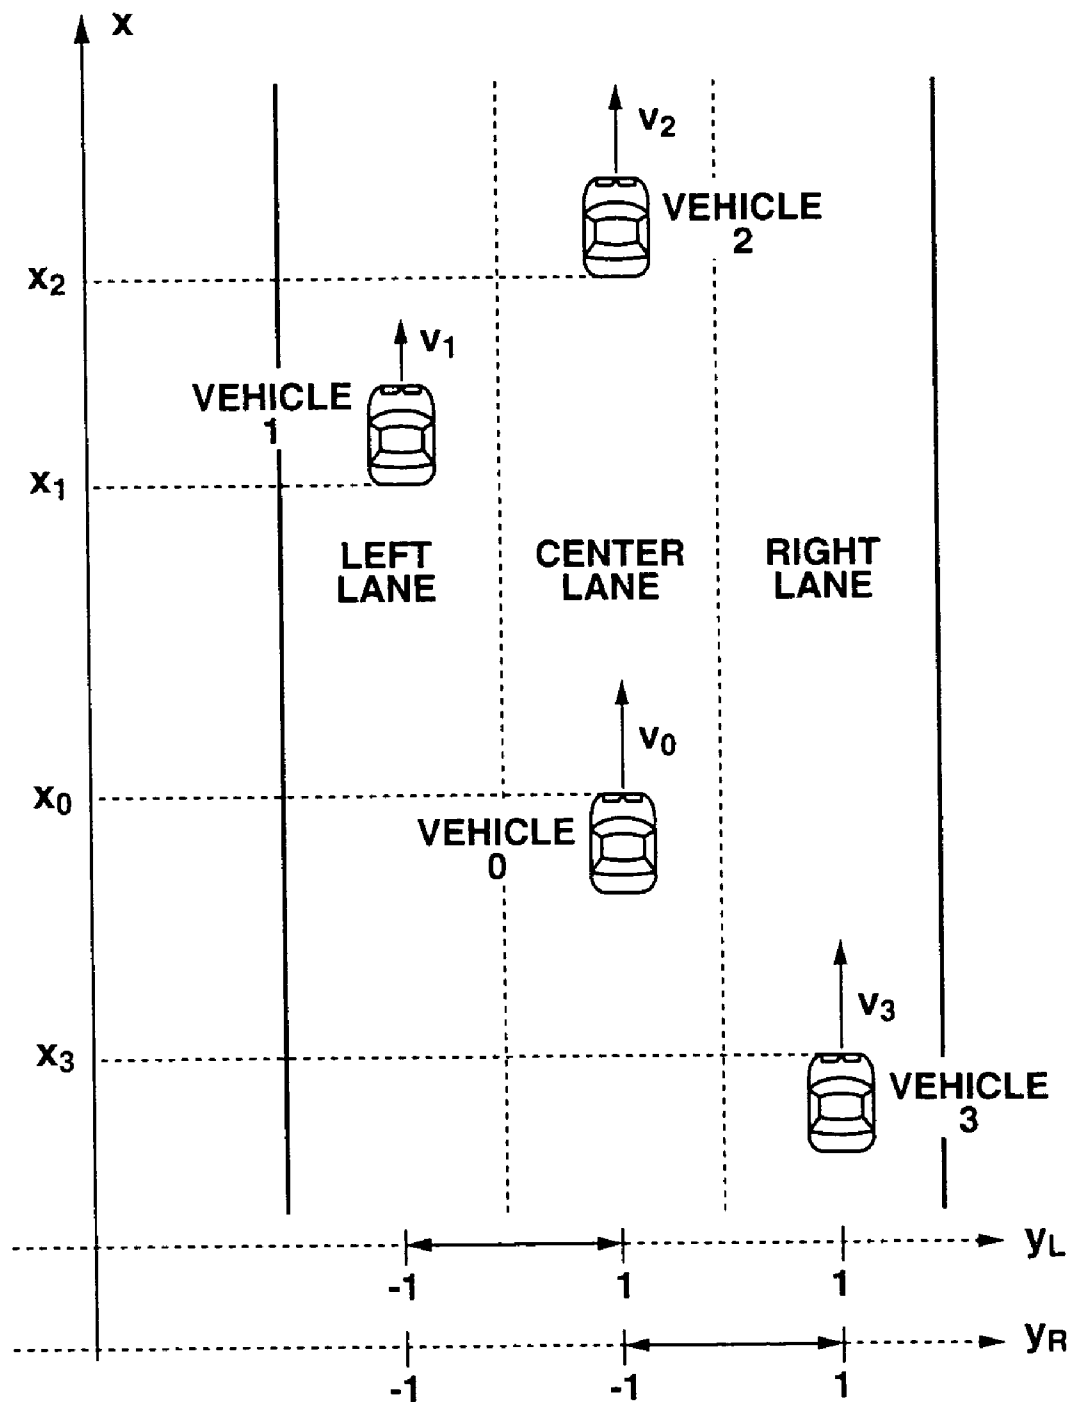 x
v2
VEHICLE
2
x2
v1
VEHICLE
1
x1
LEFT
LANE
CENTER
LANE
RIGHT
LANE
v0
x0
VEHICLE
0
v3
x3
VEHICLE
3
yL
-1 1 1
yR
-1 -1 1